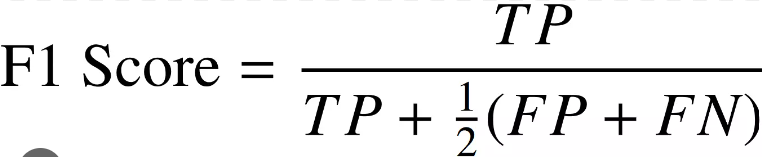 F1 Score = TP / TP + 1/2(FP + FN)